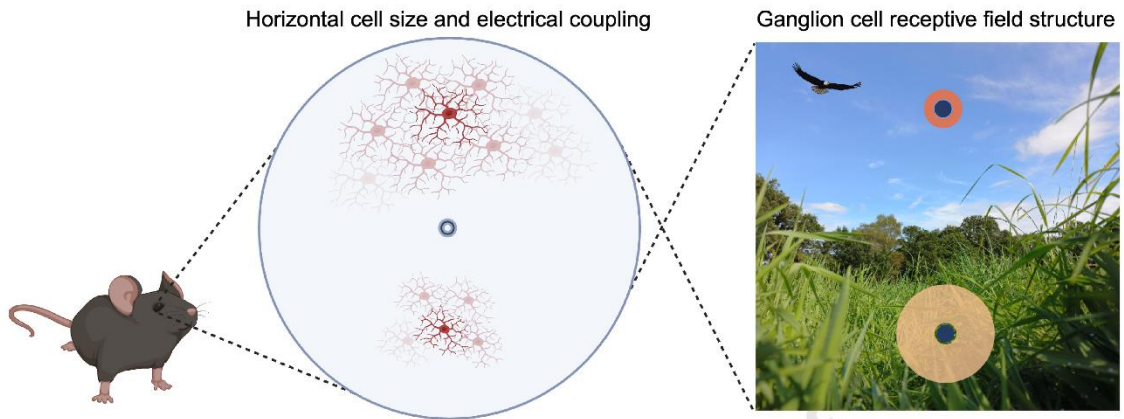 Horizontal cell size and electrical coupling
Ganglion cell receptive field structure